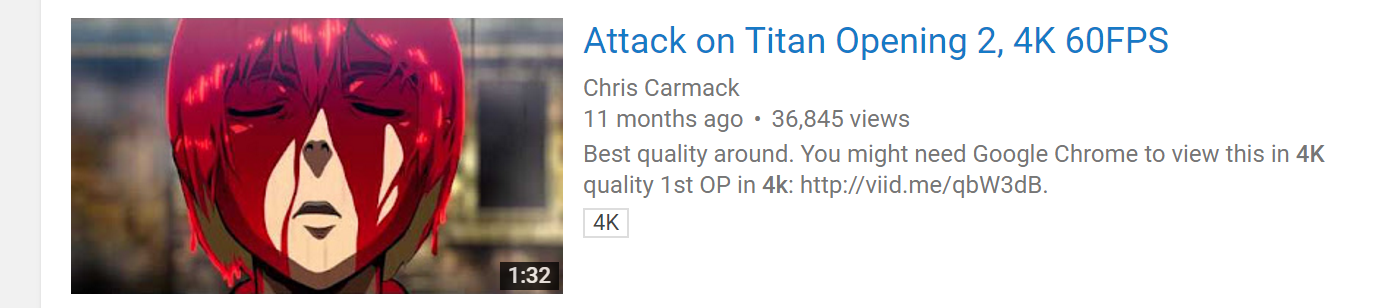 Attack on Titan Opening 2, 4K 60FPS
Chris Carmack
11 months ago • 36,845 views
Best quality around. You might need Google Chrome to view this in 4K
quality 1st OP in 4k: http://viid.me/qbW3dB.
4K
1:32